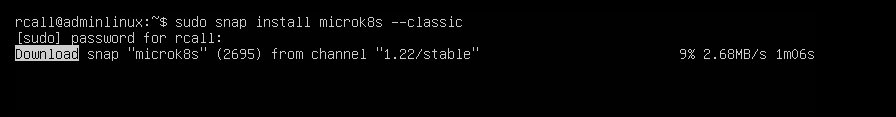 rcall@adminlinux:~$ sudo snap install microk8s --classic
[sudo] password for rcall:
Download snap "microk8s" (2695) from channel "1.22/stable" 9% 2.68MB/s 1m06s